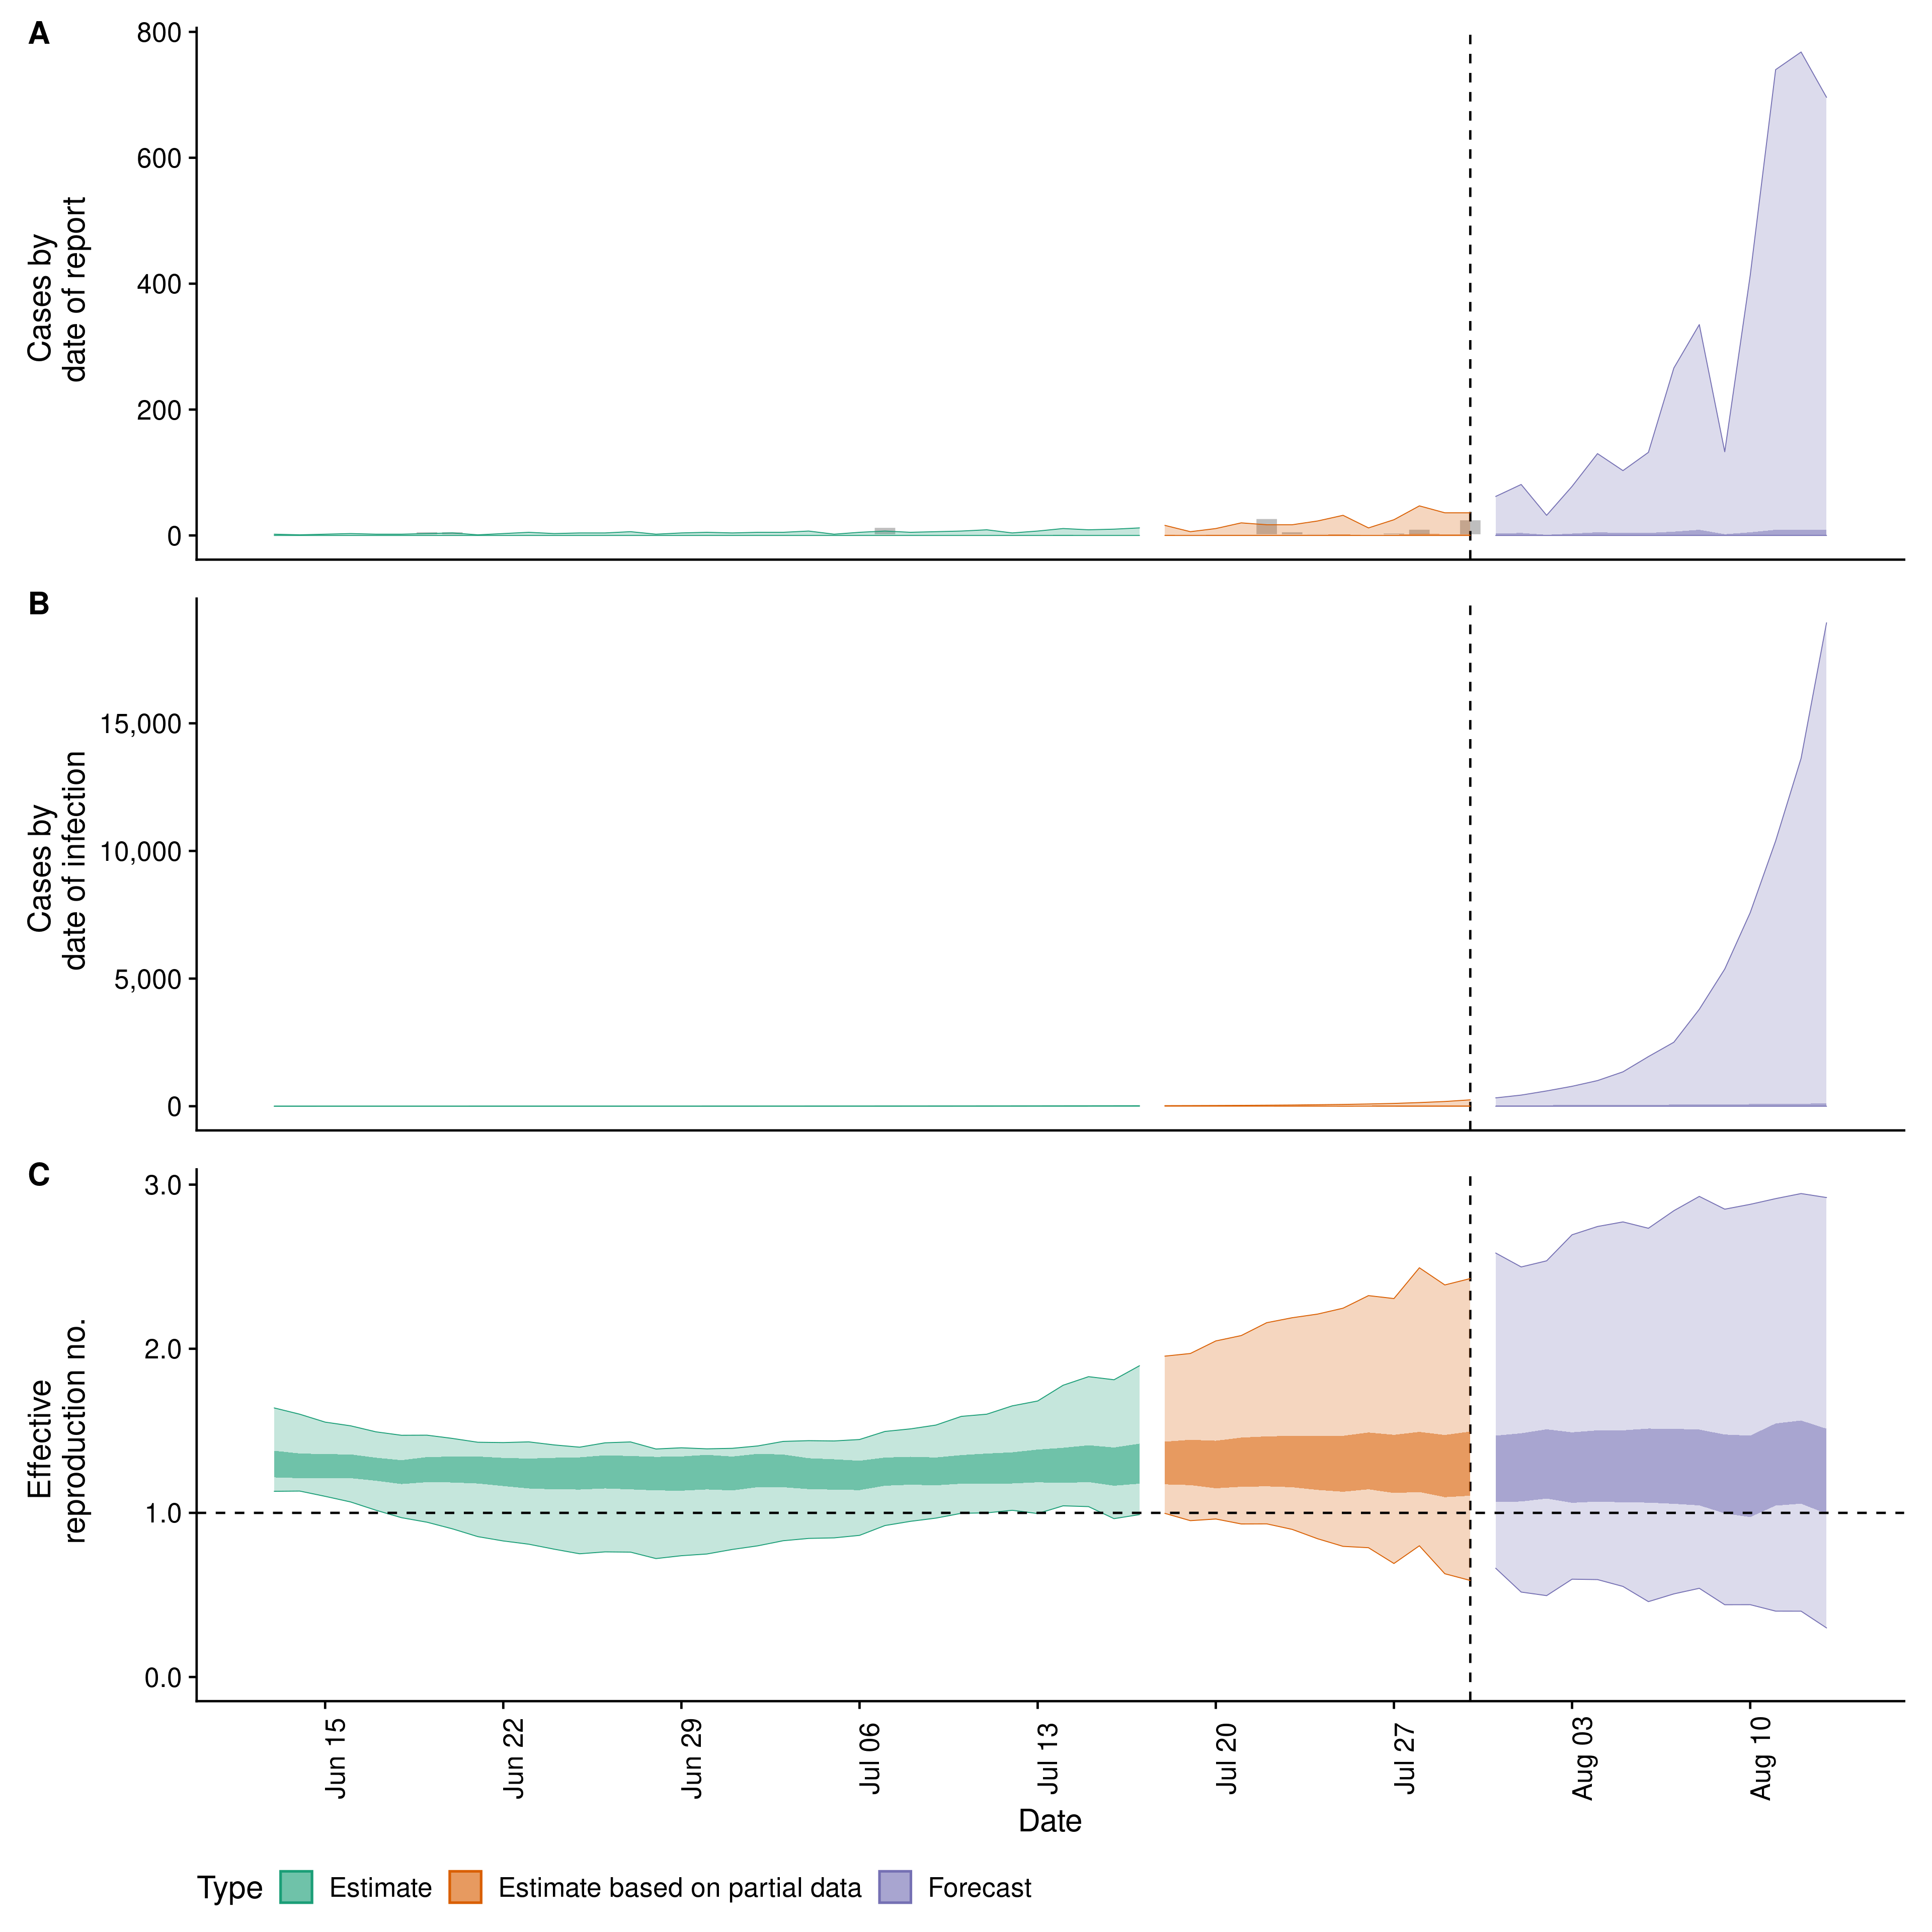 A
800
600
400
200
0
Cases by
date of report
B
15,000
10,000
5,000
0
Cases by
date of infection
C
3.0
2.0
1.0
0.0
Effective
reproduction no.
Jun 15
Jun 22
Jun 29
Jul 06
Jul 13
Jul 20
Jul 27
Aug 03
Aug 10
Date
Type Estimate Estimate based on partial data Forecast